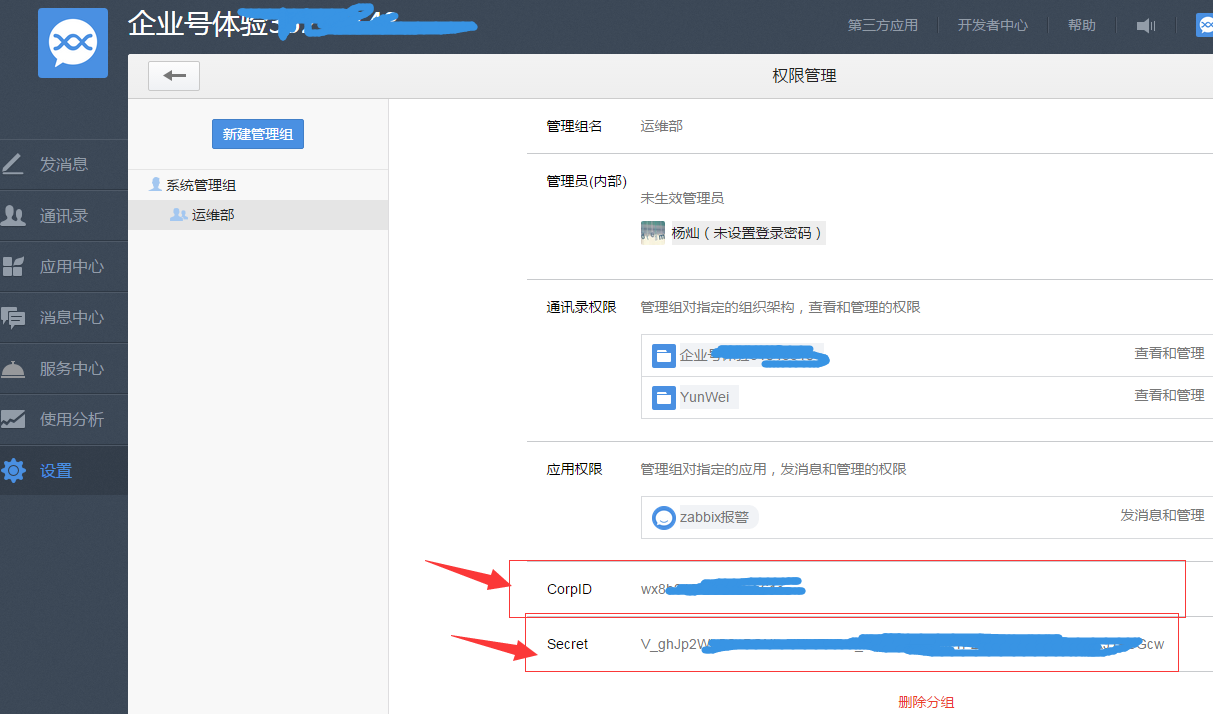 企业号体验
第三方应用 开发者中心 帮助
权限管理
新建管理组
系统管理组
运维部
发消息
通讯录
应用中心
消息中心
服务中心
使用分析
设置
管理组名 运维部
管理员(内部)
未生效管理员
杨灿（未设置登录密码）
通讯录权限 管理组对指定的组织架构，查看和管理的权限
企业号 查看和管理
YunWei 查看和管理
应用权限 管理组对指定的应用，发消息和管理的权限
zabbix报警 发消息和管理
CorpID wx8
Secret V_ghJp2W Gcw
删除分组